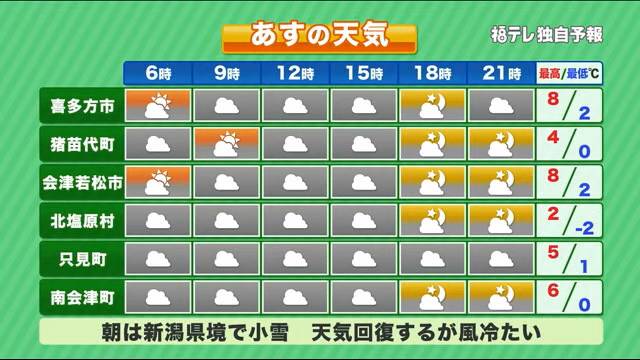 あすの天気
福テレ独自予報
6時 9時 12時 15時 18時 21時 最高/最低℃
喜多方市 8/2
猪苗代町 4/0
会津若松市 8/2
北塩原村 2/-2
只見町 5/1
南会津町 6/0
朝は新潟県境で小雪 天気回復するが風冷たい